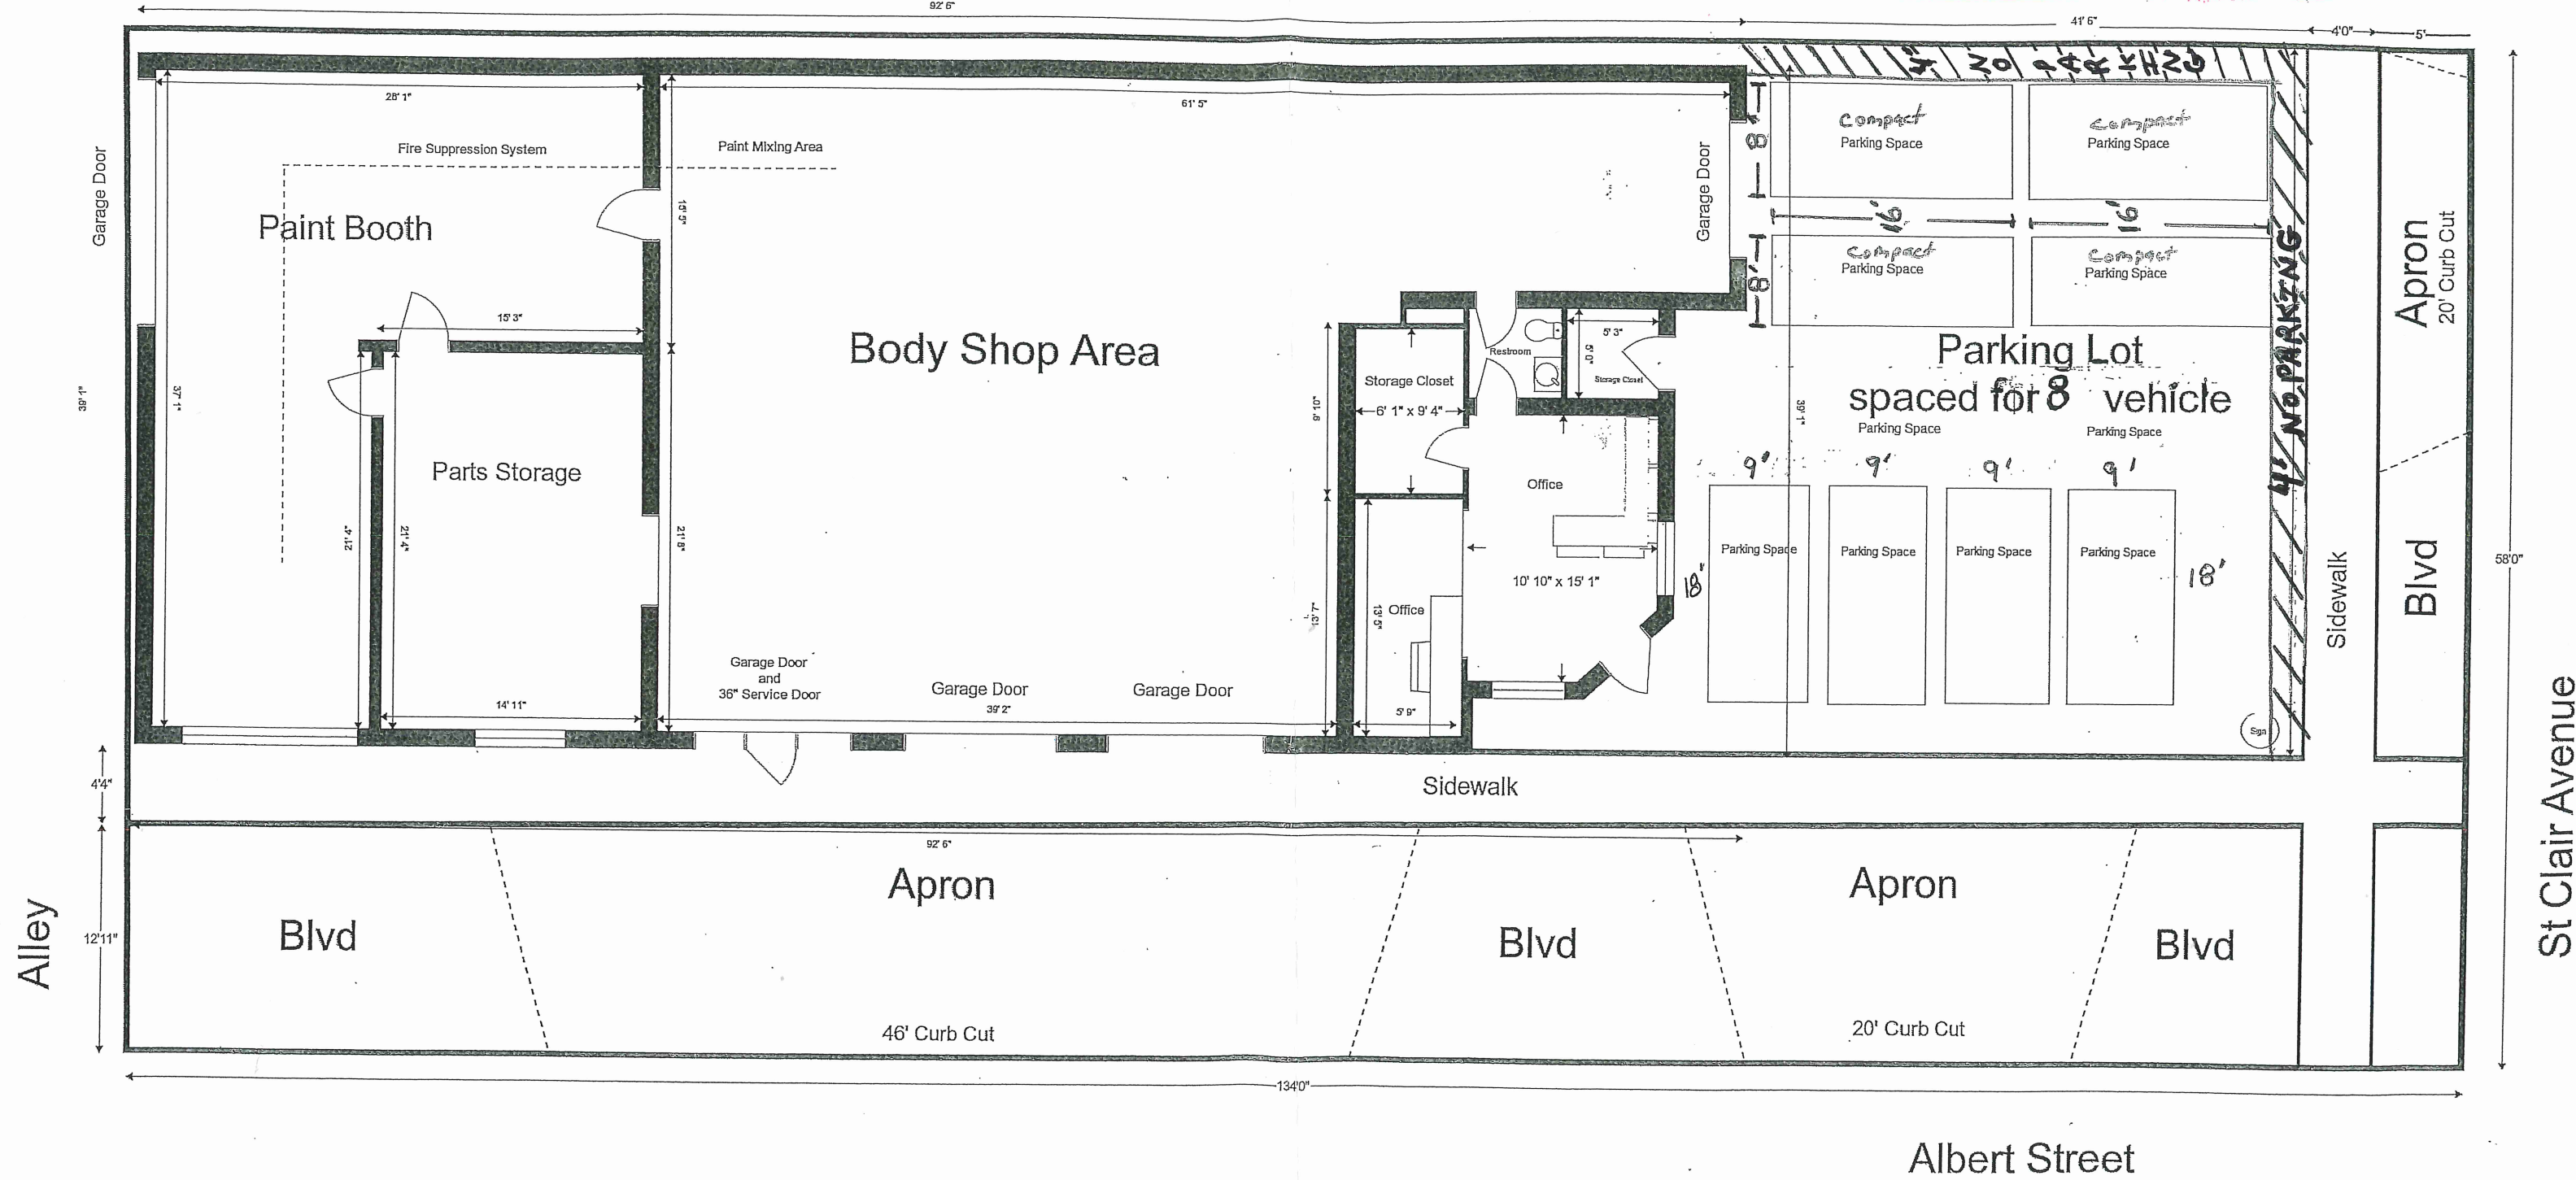 92' 6"
41' 6"
4'0"
5'
4' NO PARKING
28' 1"
61' 5"
Garage Door
Fire Suppression System
Paint Mixing Area
Paint Booth
15' 5"
Garage Door
8'
Compact
Parking Space
Compact
Parking Space
16'
16'
8'
Compact
Parking Space
Compact
Parking Space
4' NO PARKING
Apron
20' Curb Cut
15' 3"
37' 1"
39' 1"
Body Shop Area
Restroom
5' 3"
5' 0"
Storage Closet
Storage Closet
6' 1" x 9' 4"
9' 10"
Parking Lot
spaced for 8 vehicle
Parking Space
Parking Space
39' 1"
Parts Storage
21' 4"
21' 4"
21' 8"
Office
10' 10" x 15' 1"
9'
9'
9'
9'
Parking Space
Parking Space
Parking Space
Parking Space
18'
18'
Sidewalk
Blvd
58'0"
St Clair Avenue
13' 7"
13' 5"
Office
5' 9"
Garage Door
and
36" Service Door
Garage Door
Garage Door
14' 11"
39' 2"
Sign
4'4"
Sidewalk
92' 6"
Alley
12'11"
Blvd
Apron
46' Curb Cut
Blvd
Apron
20' Curb Cut
Blvd
134'0"
Albert Street